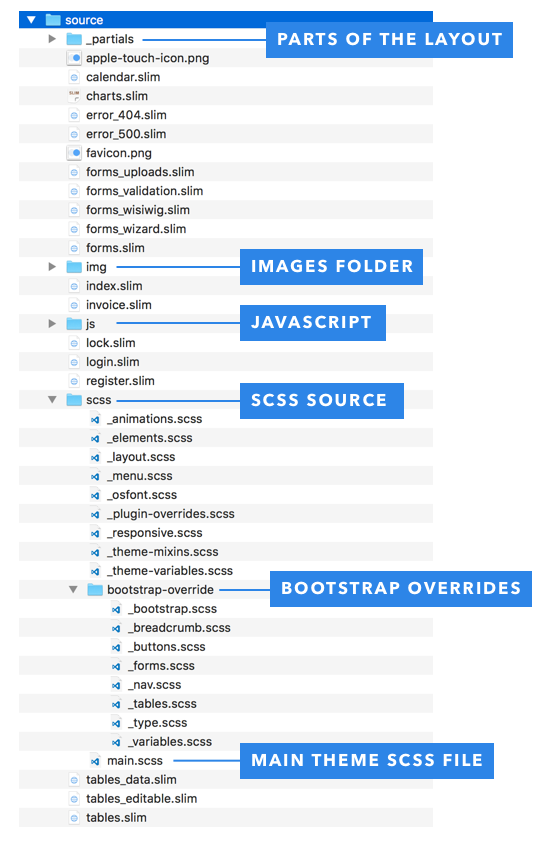 source
_partials
PARTS OF THE LAYOUT
apple-touch-icon.png
calendar.slim
charts.slim
error_404.slim
error_500.slim
favicon.png
forms_uploads.slim
forms_validation.slim
forms_wisiwig.slim
forms_wizard.slim
forms.slim
img
IMAGES FOLDER
index.slim
invoice.slim
js
JAVASCRIPT
lock.slim
login.slim
register.slim
scss
SCSS SOURCE
_animations.scss
_elements.scss
_layout.scss
_menu.scss
_osfont.scss
_plugin-overrides.scss
_responsive.scss
_theme-mixins.scss
_theme-variables.scss
bootstrap-override
BOOTSTRAP OVERRIDES
_bootstrap.scss
_breadcrumb.scss
_buttons.scss
_forms.scss
_nav.scss
_tables.scss
_type.scss
_variables.scss
main.scss
MAIN THEME SCSS FILE
tables_data.slim
tables_editable.slim
tables.slim